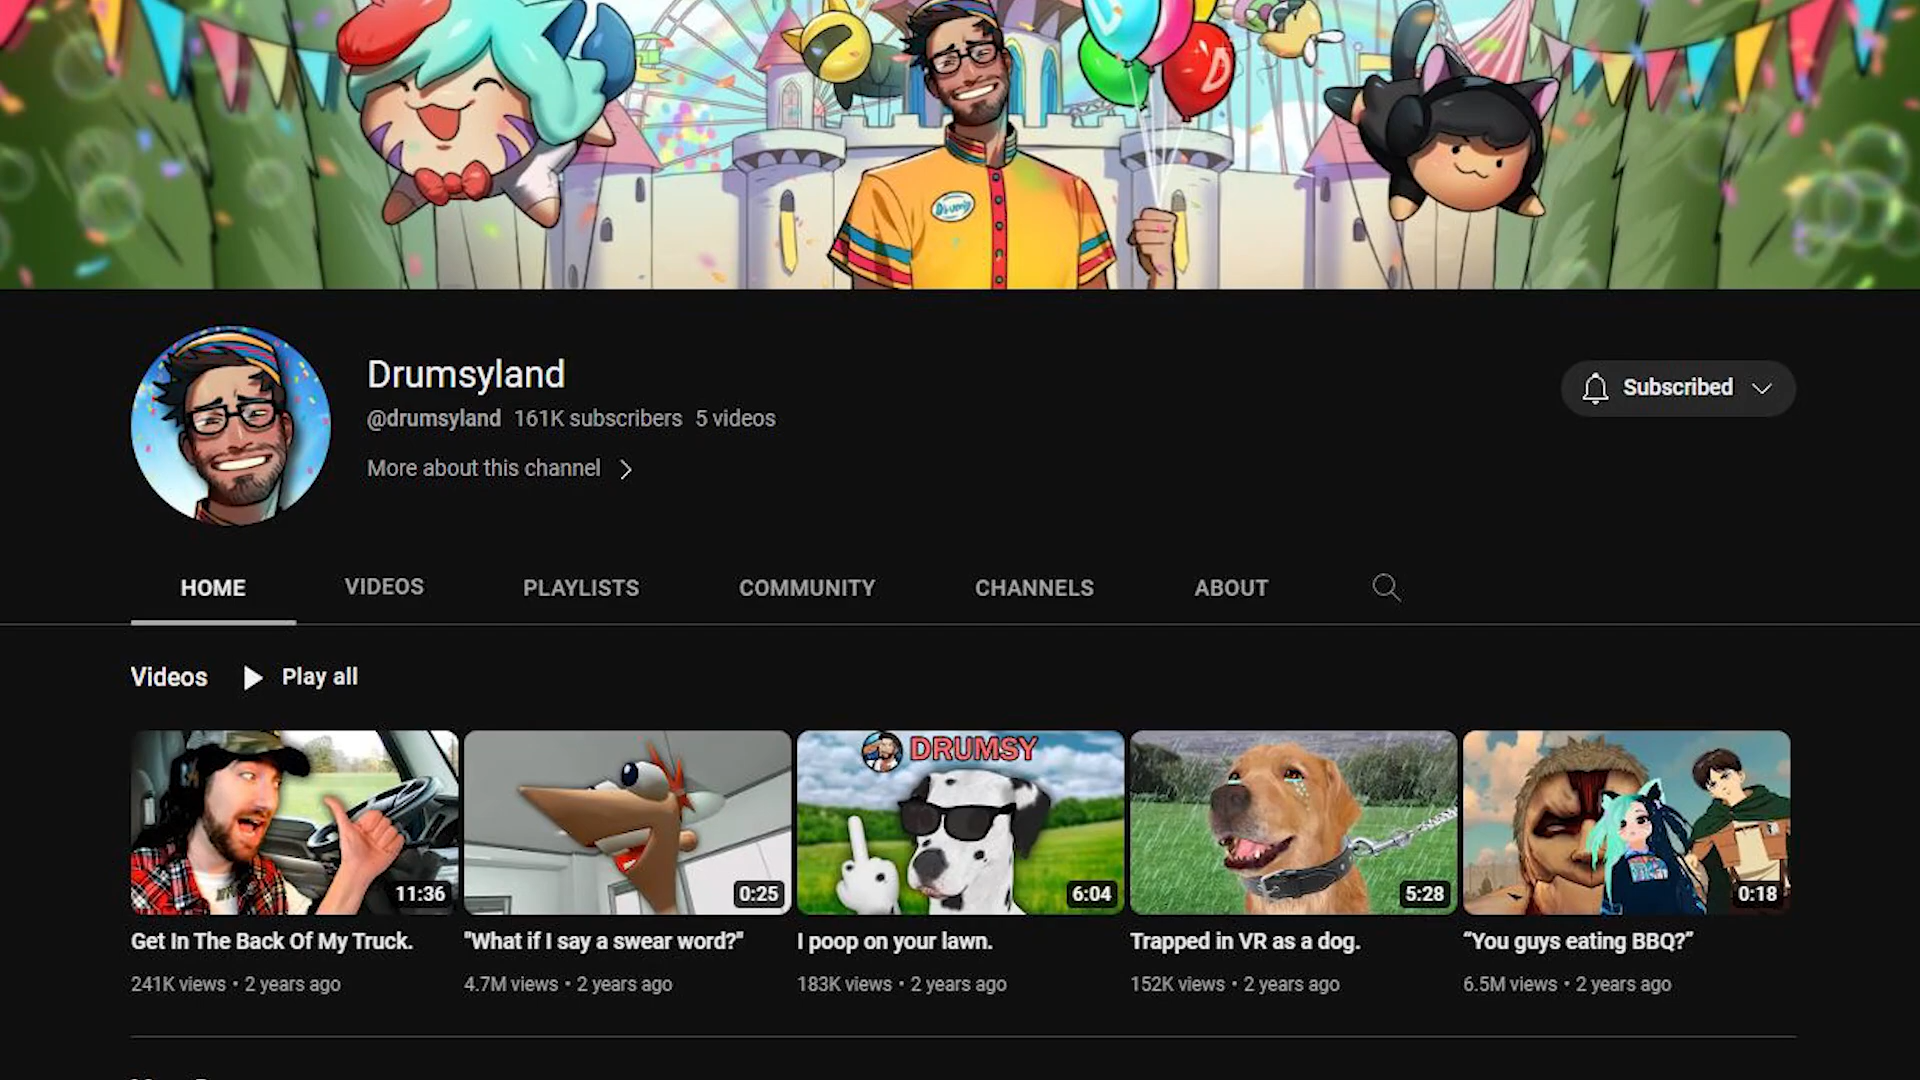 D
D
Drumsy
Drumsyland
@drumsyland 161K subscribers 5 videos
More about this channel
Subscribed
HOME VIDEOS PLAYLISTS COMMUNITY CHANNELS ABOUT
Videos Play all
DRUMSY
11:36 0:25 6:04 5:28 0:18
Get In The Back Of My Truck. "What if I say a swear word?" I poop on your lawn. Trapped in VR as a dog. “You guys eating BBQ?”
241K views • 2 years ago 4.7M views • 2 years ago 183K views • 2 years ago 152K views • 2 years ago 6.5M views • 2 years ago